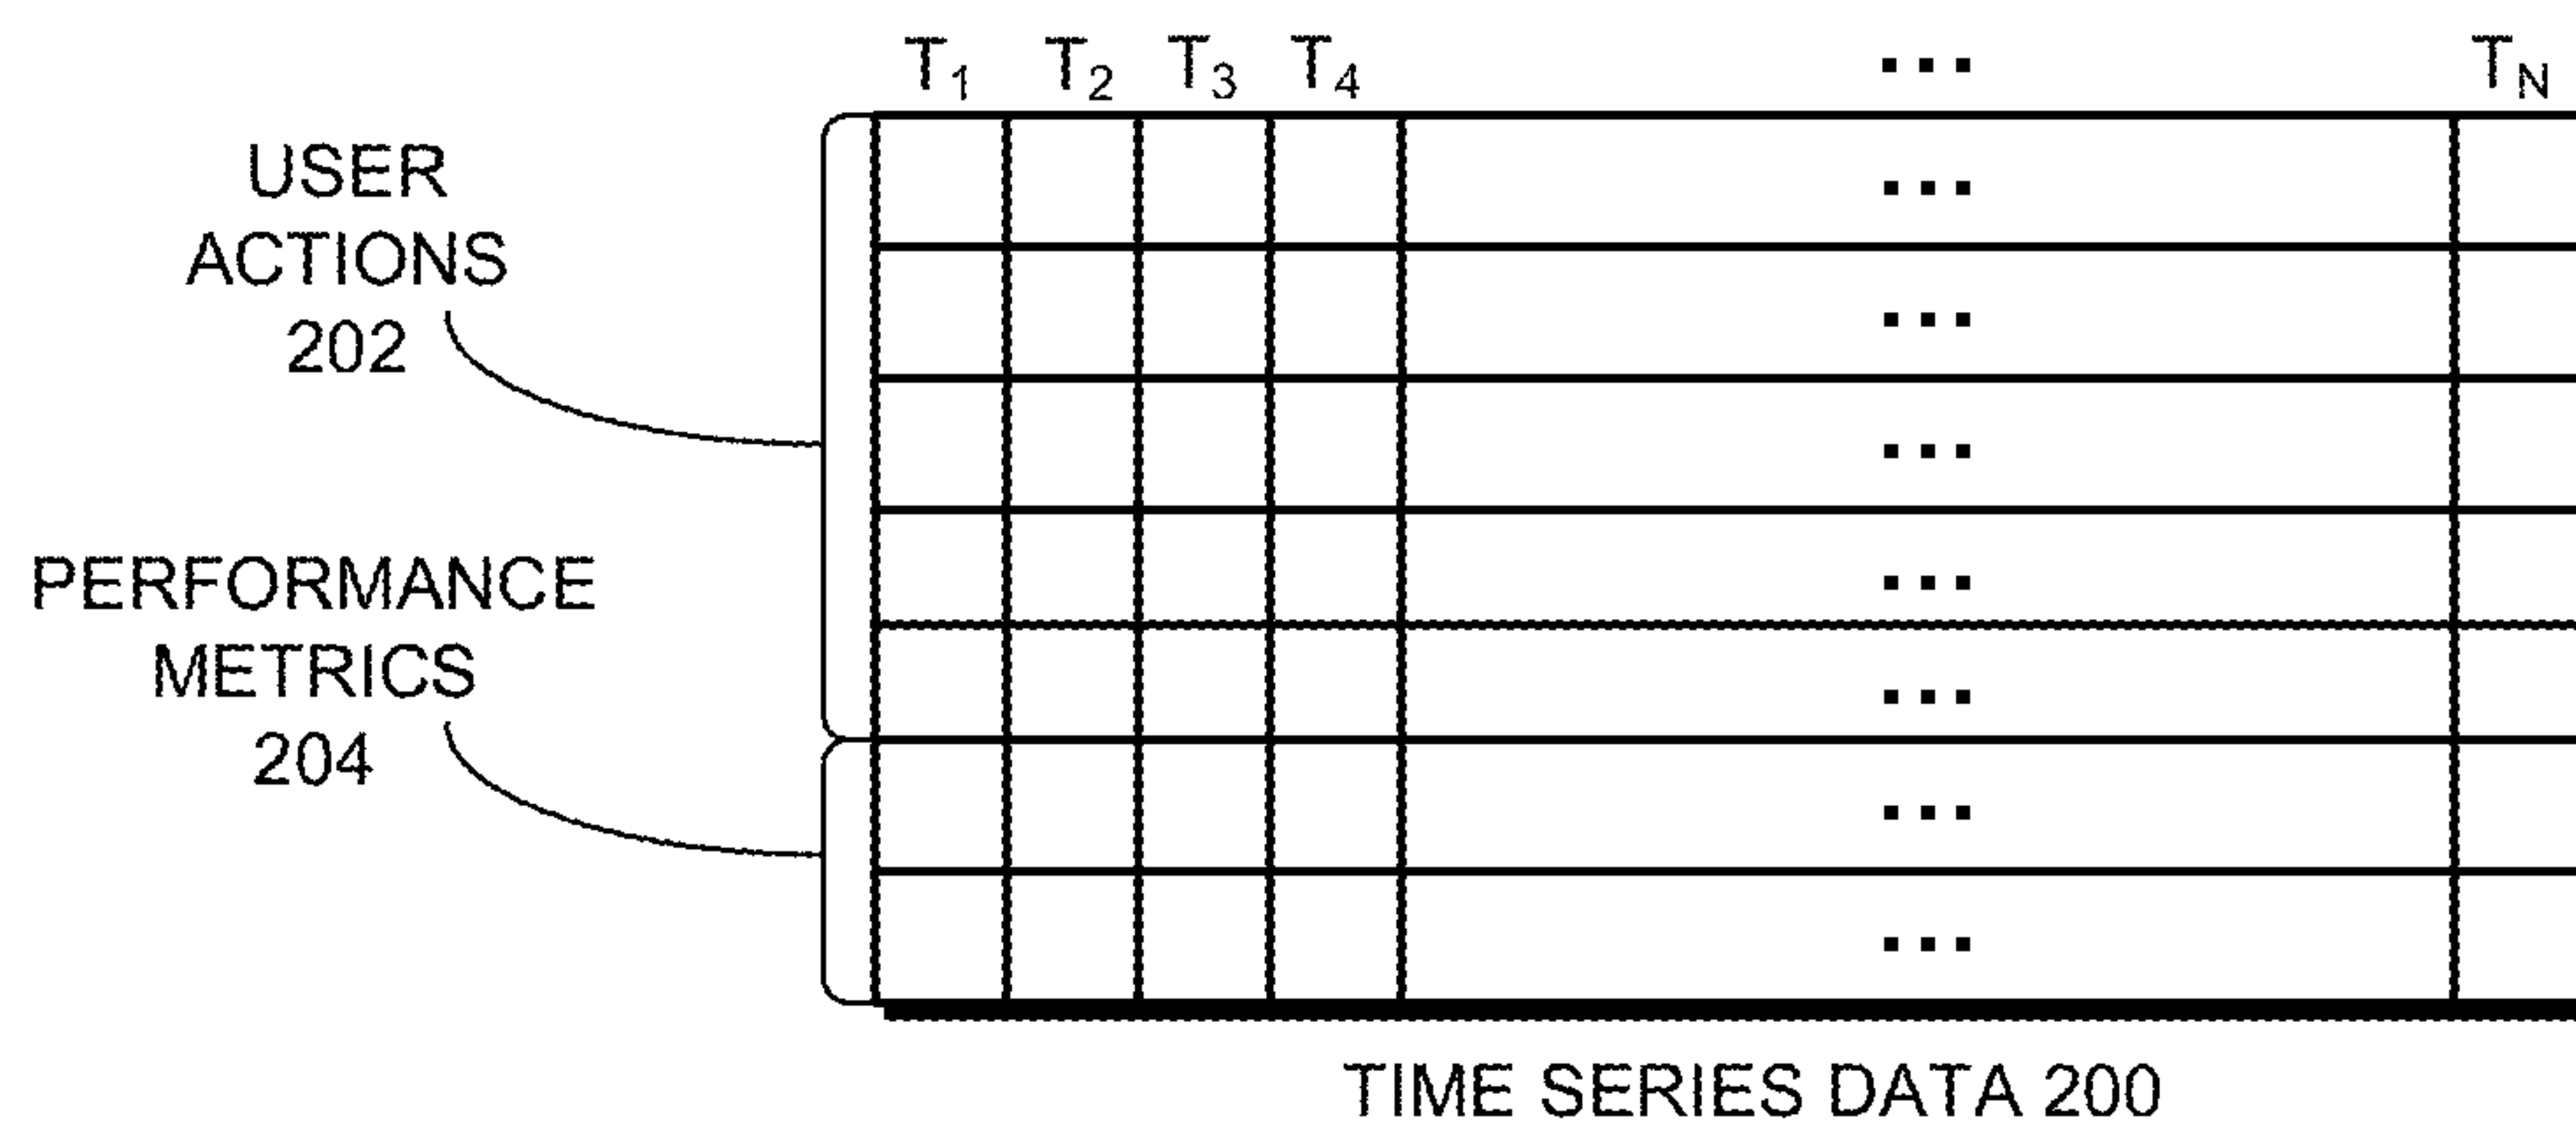 T1 T2 T3 T4 ... TN
USER
ACTIONS
202
...
...
...
...
PERFORMANCE
METRICS
204
...
...
...
TIME SERIES DATA 200